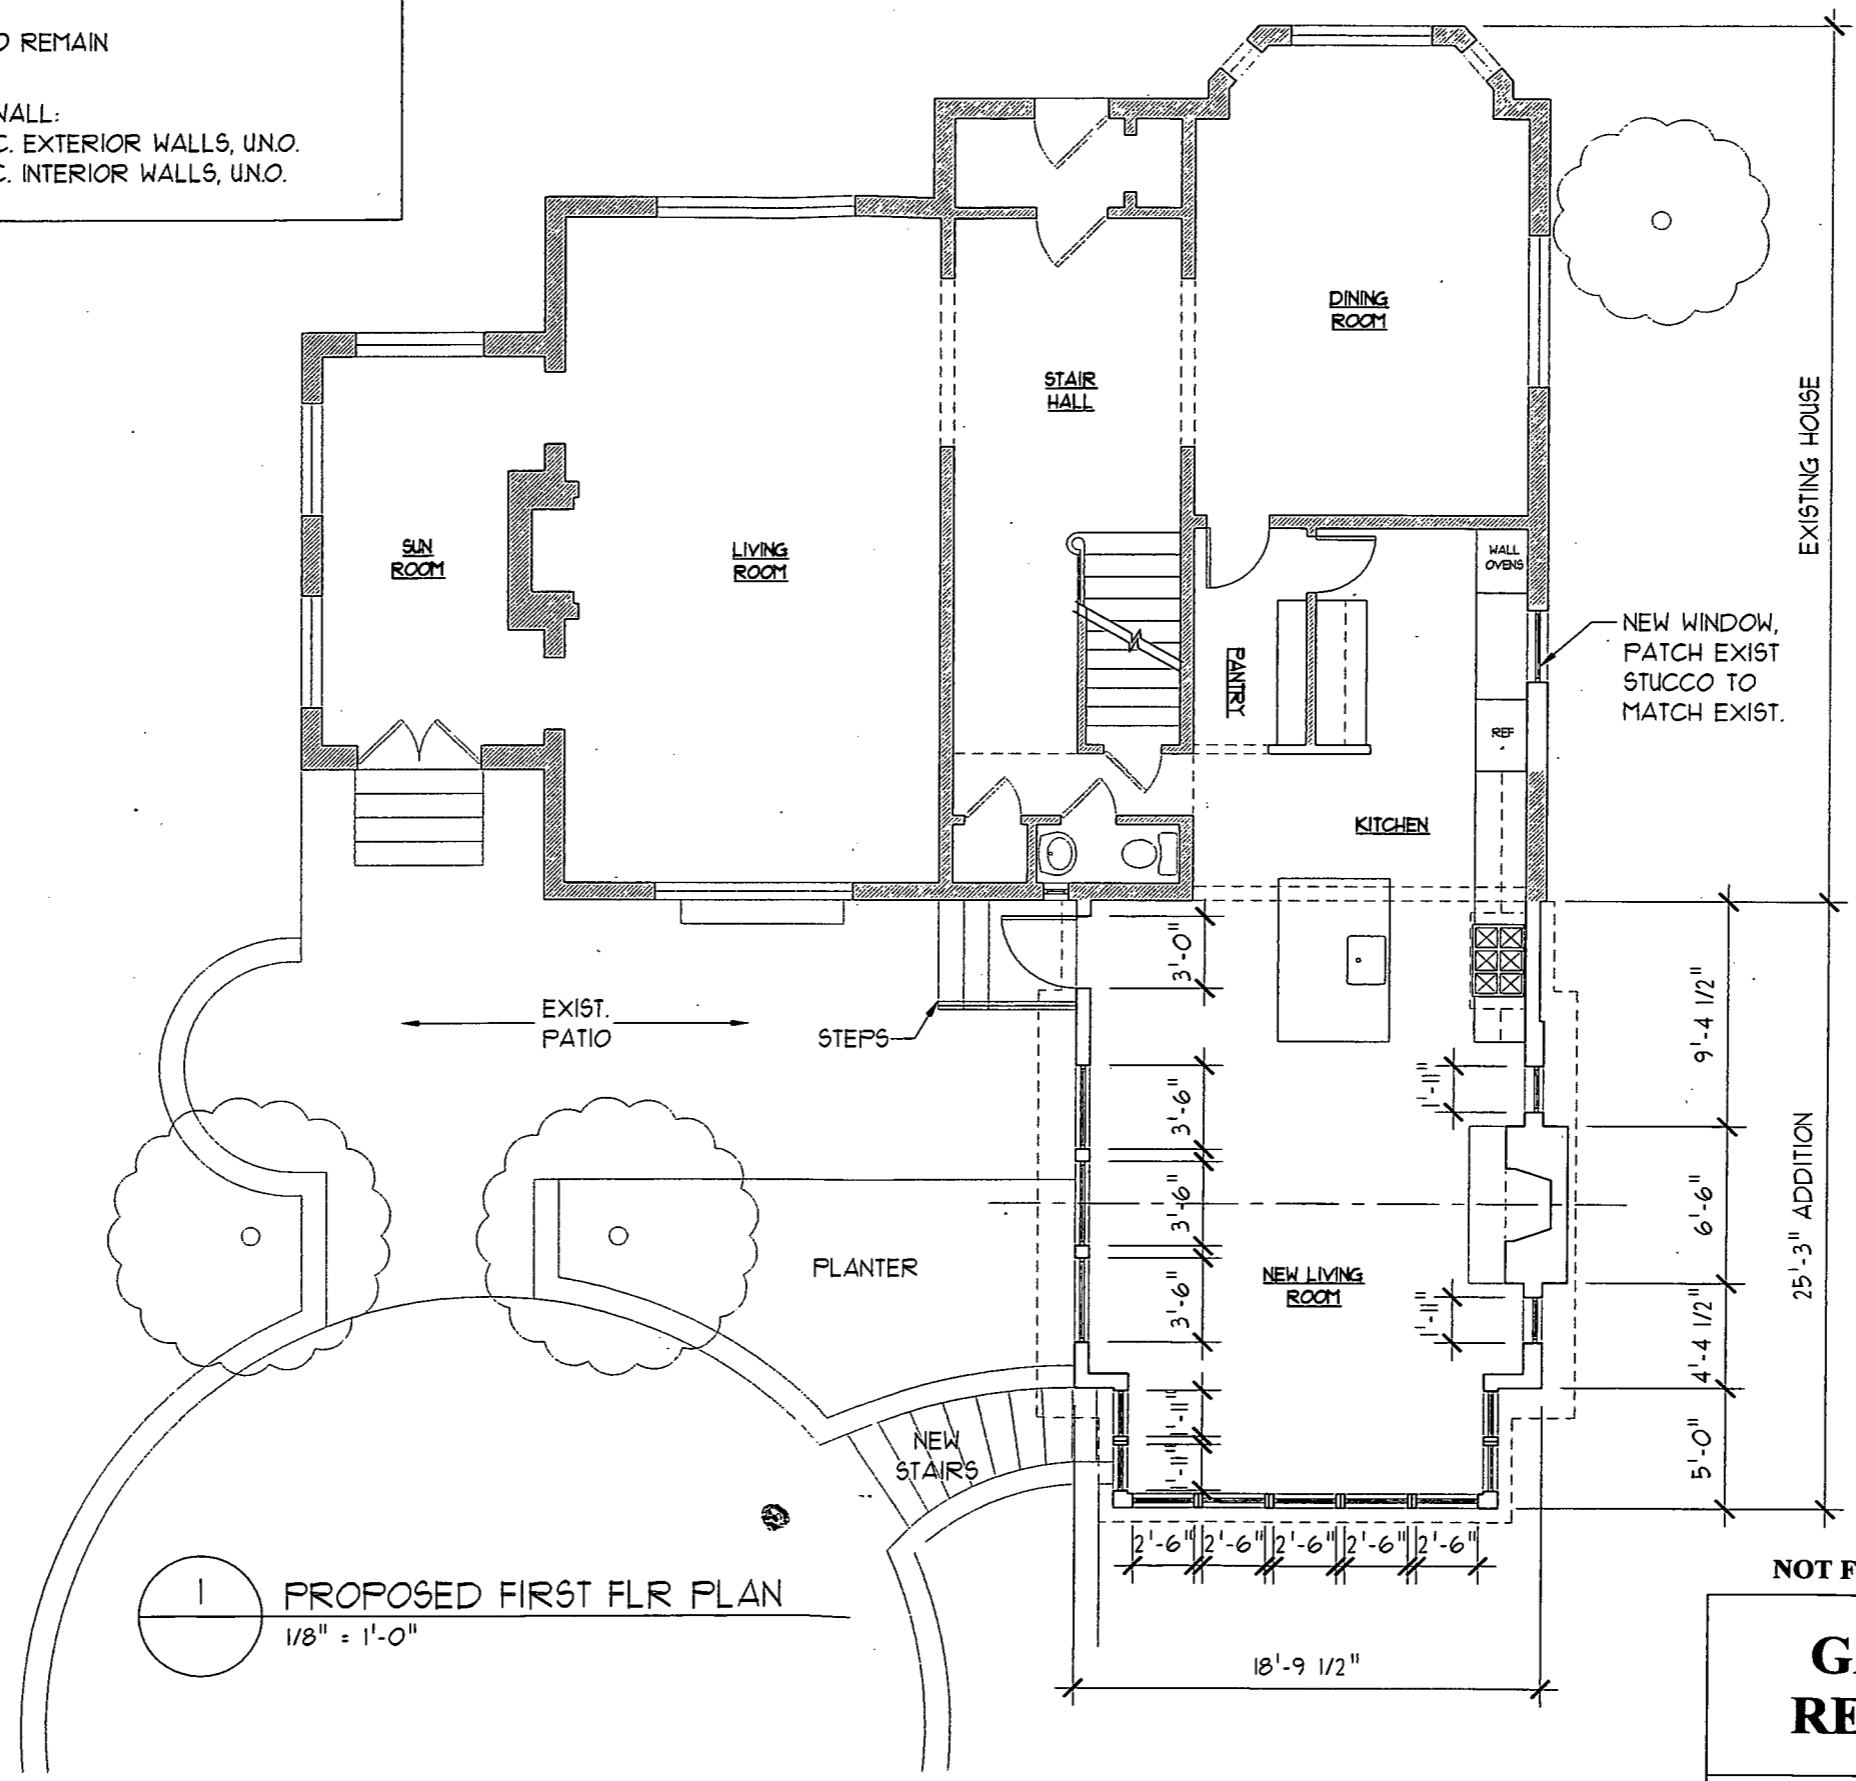 REMAIN
WALL:
C. EXTERIOR WALLS, U.N.O.
C. INTERIOR WALLS, U.N.O.
DINING
ROOM
STAIR
HALL
EXISTING HOUSE
SUN
ROOM
LIVING
ROOM
WALL
OVENS
NEW WINDOW,
PATCH EXIST
STUCCO TO
MATCH EXIST.
PANTRY
REF
KITCHEN
3'-0"
9'-4 1/2"
EXIST.
PATIO
STEPS
3'-6"
1'-11"
3'-6"
6'-6"
25'-3" ADDITION
PLANTER
NEW LIVING
ROOM
3'-6"
1'-11"
4'-4 1/2"
1'-11"
1'-11"
5'-0"
NEW
STAIRS
2'-6" 2'-6" 2'-6" 2'-6" 2'-6"
1 PROPOSED FIRST FLR PLAN
1/8" = 1'-0"
18'-9 1/2"
NOT F
G
RE